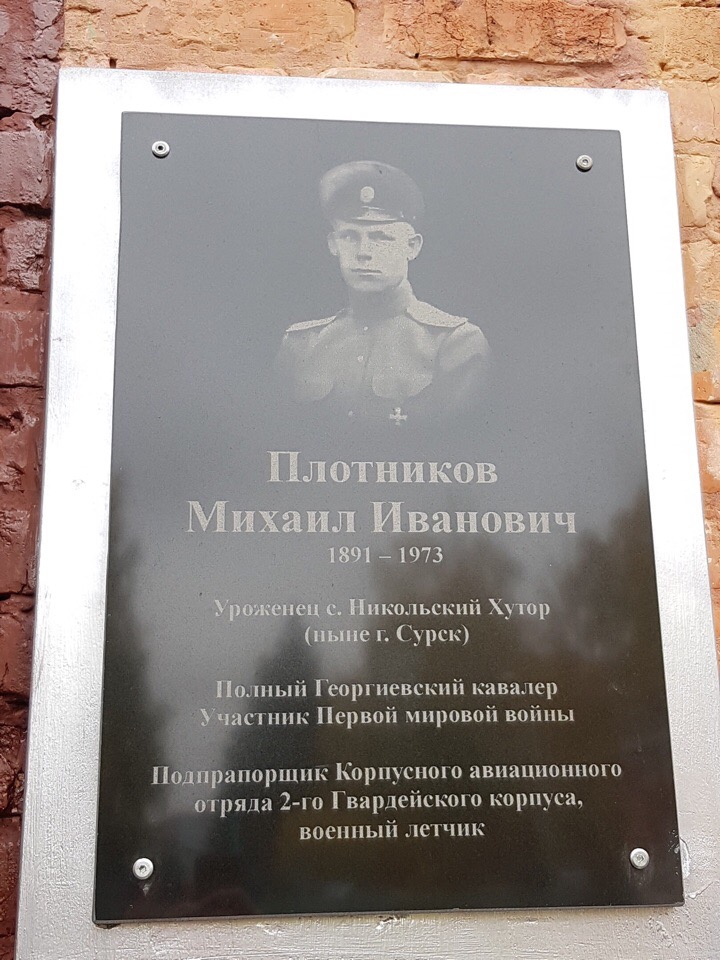 Плотников
Михаил Иванович
1891 – 1973
Уроженец с. Никольский Хутор
(ныне г. Сурск)
Полный Георгиевский кавалер
Участник Первой мировой войны
Подпрапорщик Корпусного авиационного
отряда 2-го Гвардейского корпуса,
военный летчик